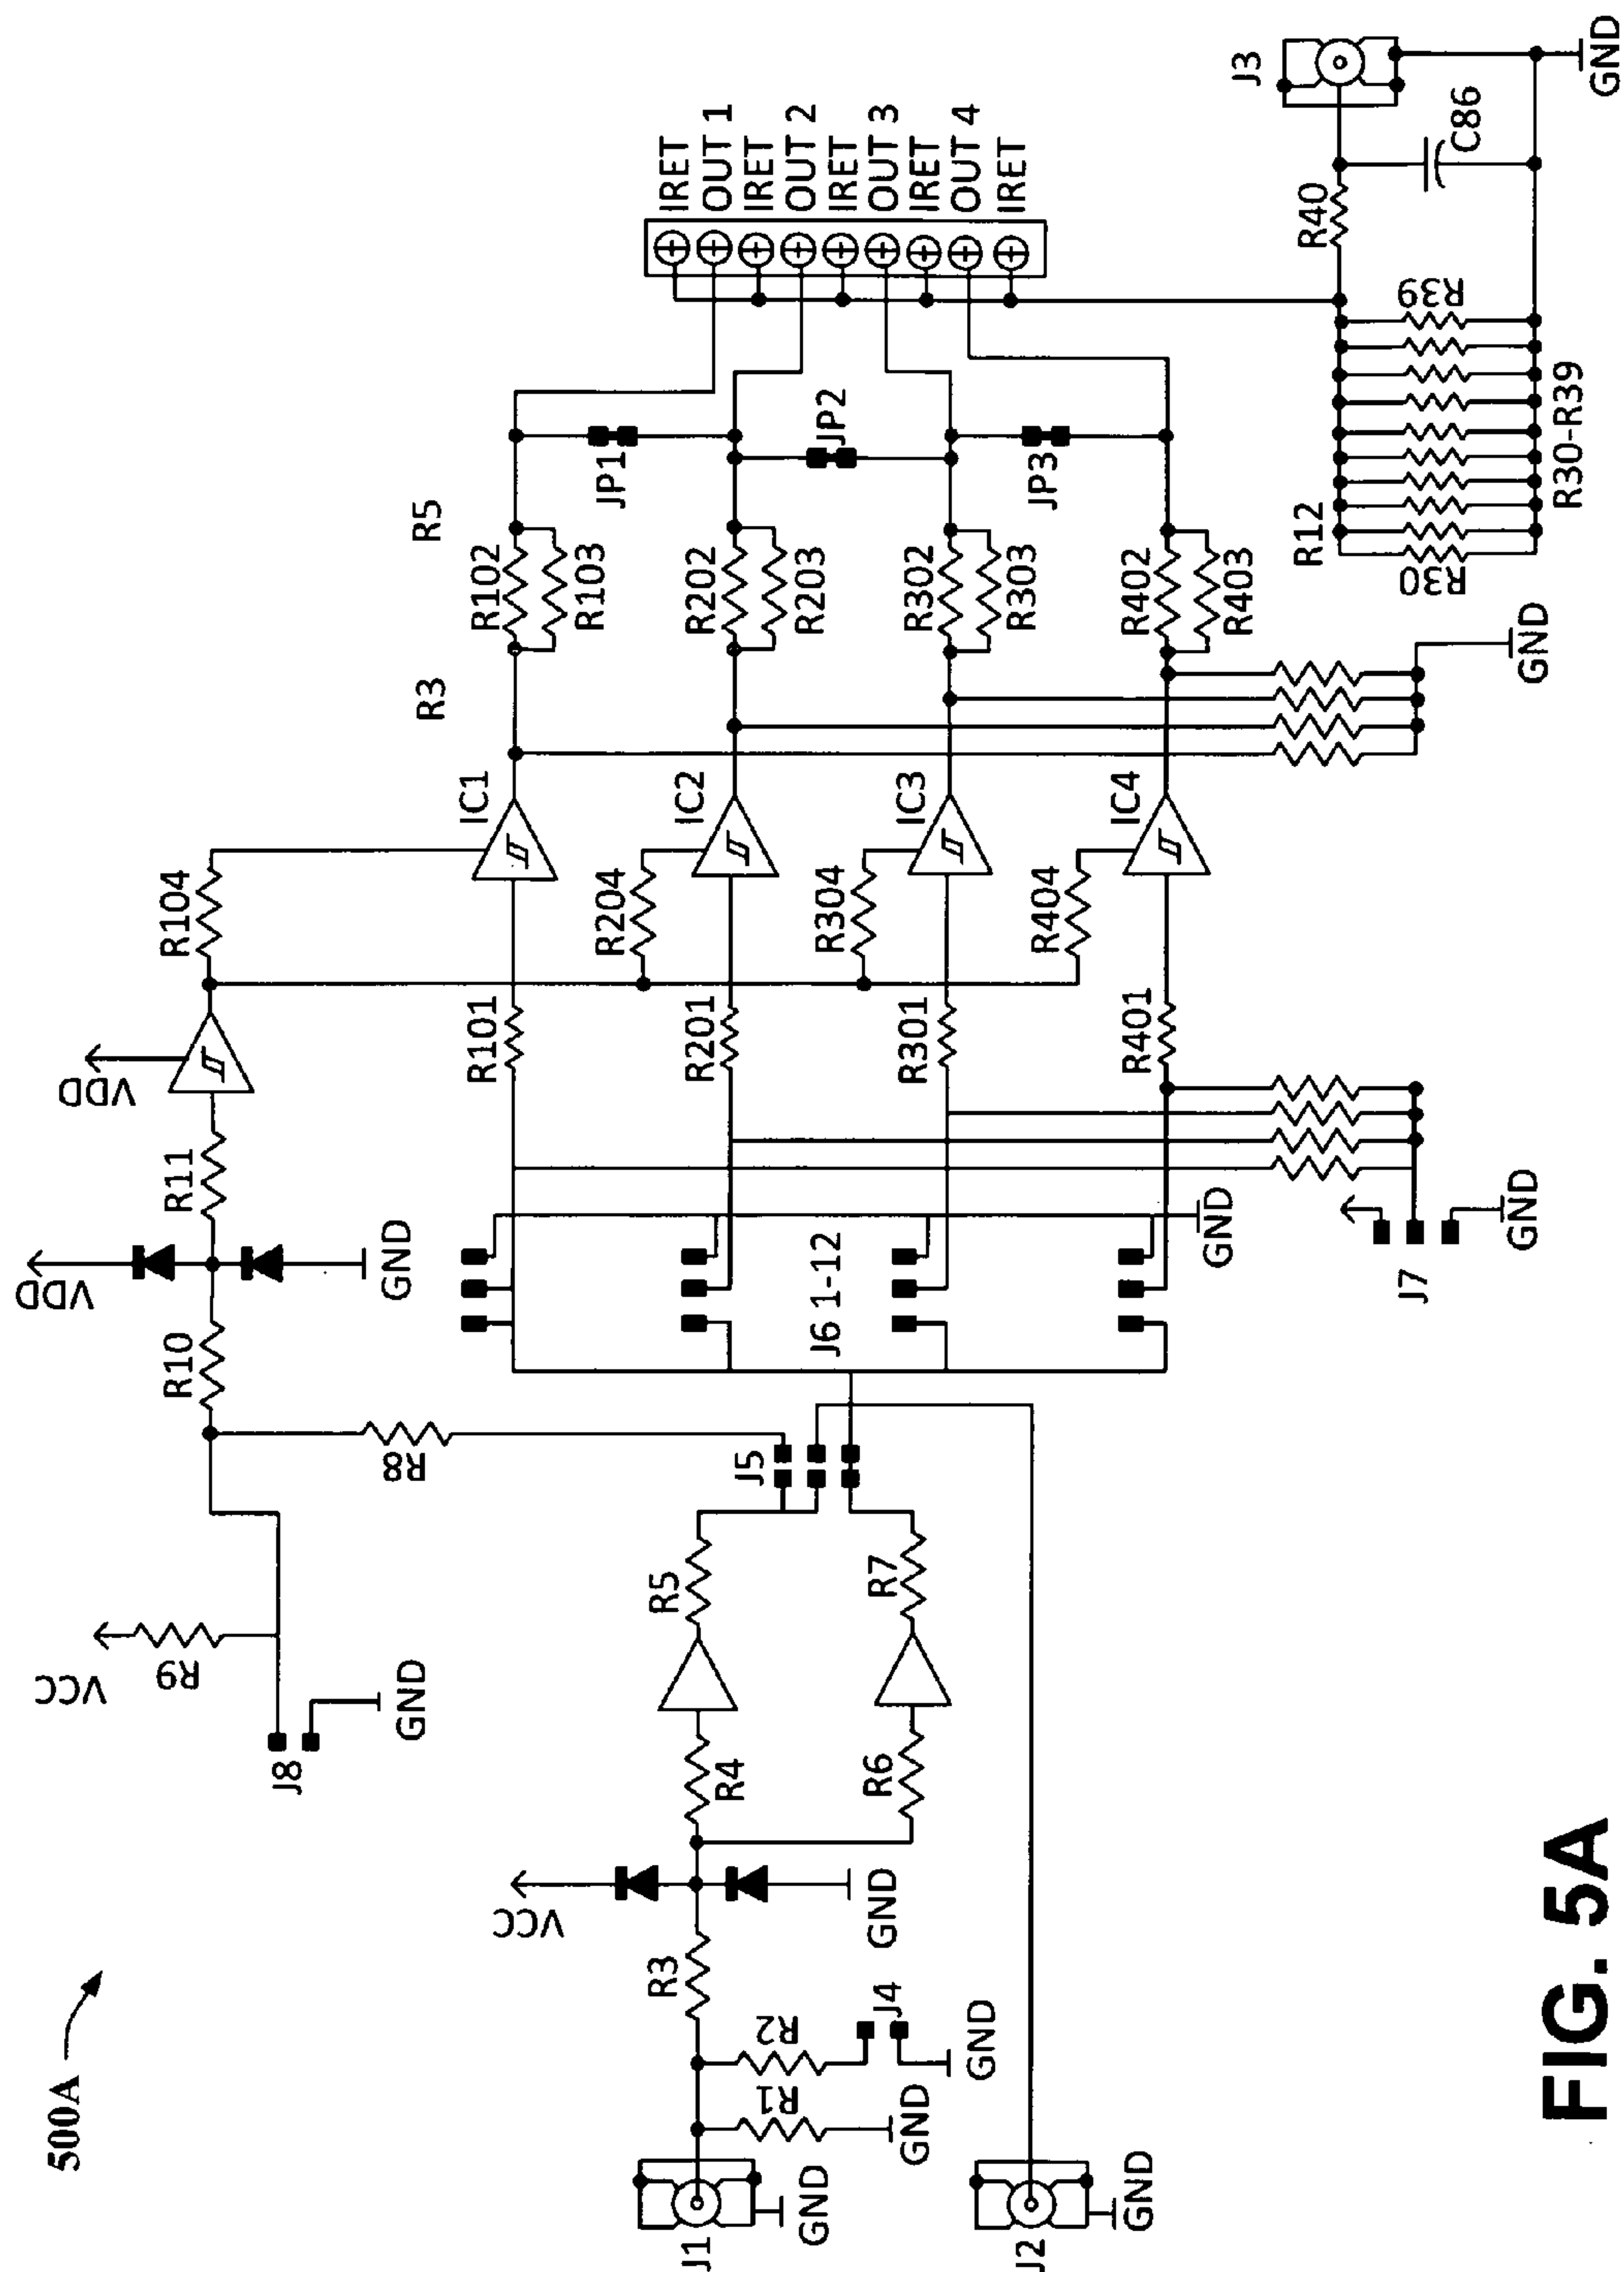 500A
VCC
R9
J8
GND
R8
R10
VDD
GND
R11
VDD
R104
J1
GND
R1
GND
R2
J4
GND
R3
VCC
GND
R4
R5
R6
R7
J2
GND
J5
J6 1-12
GND
J7
GND
R101
R201
R301
R401
R204
R304
R404
IC1
IC2
IC3
IC4
R3
R5
R102
R103
R202
R203
R302
R303
R402
R403
GND
JP1
JP2
JP3
IRET
OUT 1
IRET
OUT 2
IRET
OUT 3
IRET
OUT 4
IRET
R12
R30
R39
R30-R39
R40
C86
J3
GND
FIG. 5A